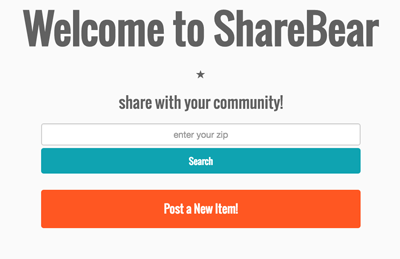 Welcome to ShareBear
share with your community!
enter your zip
Search
Post a New Item!